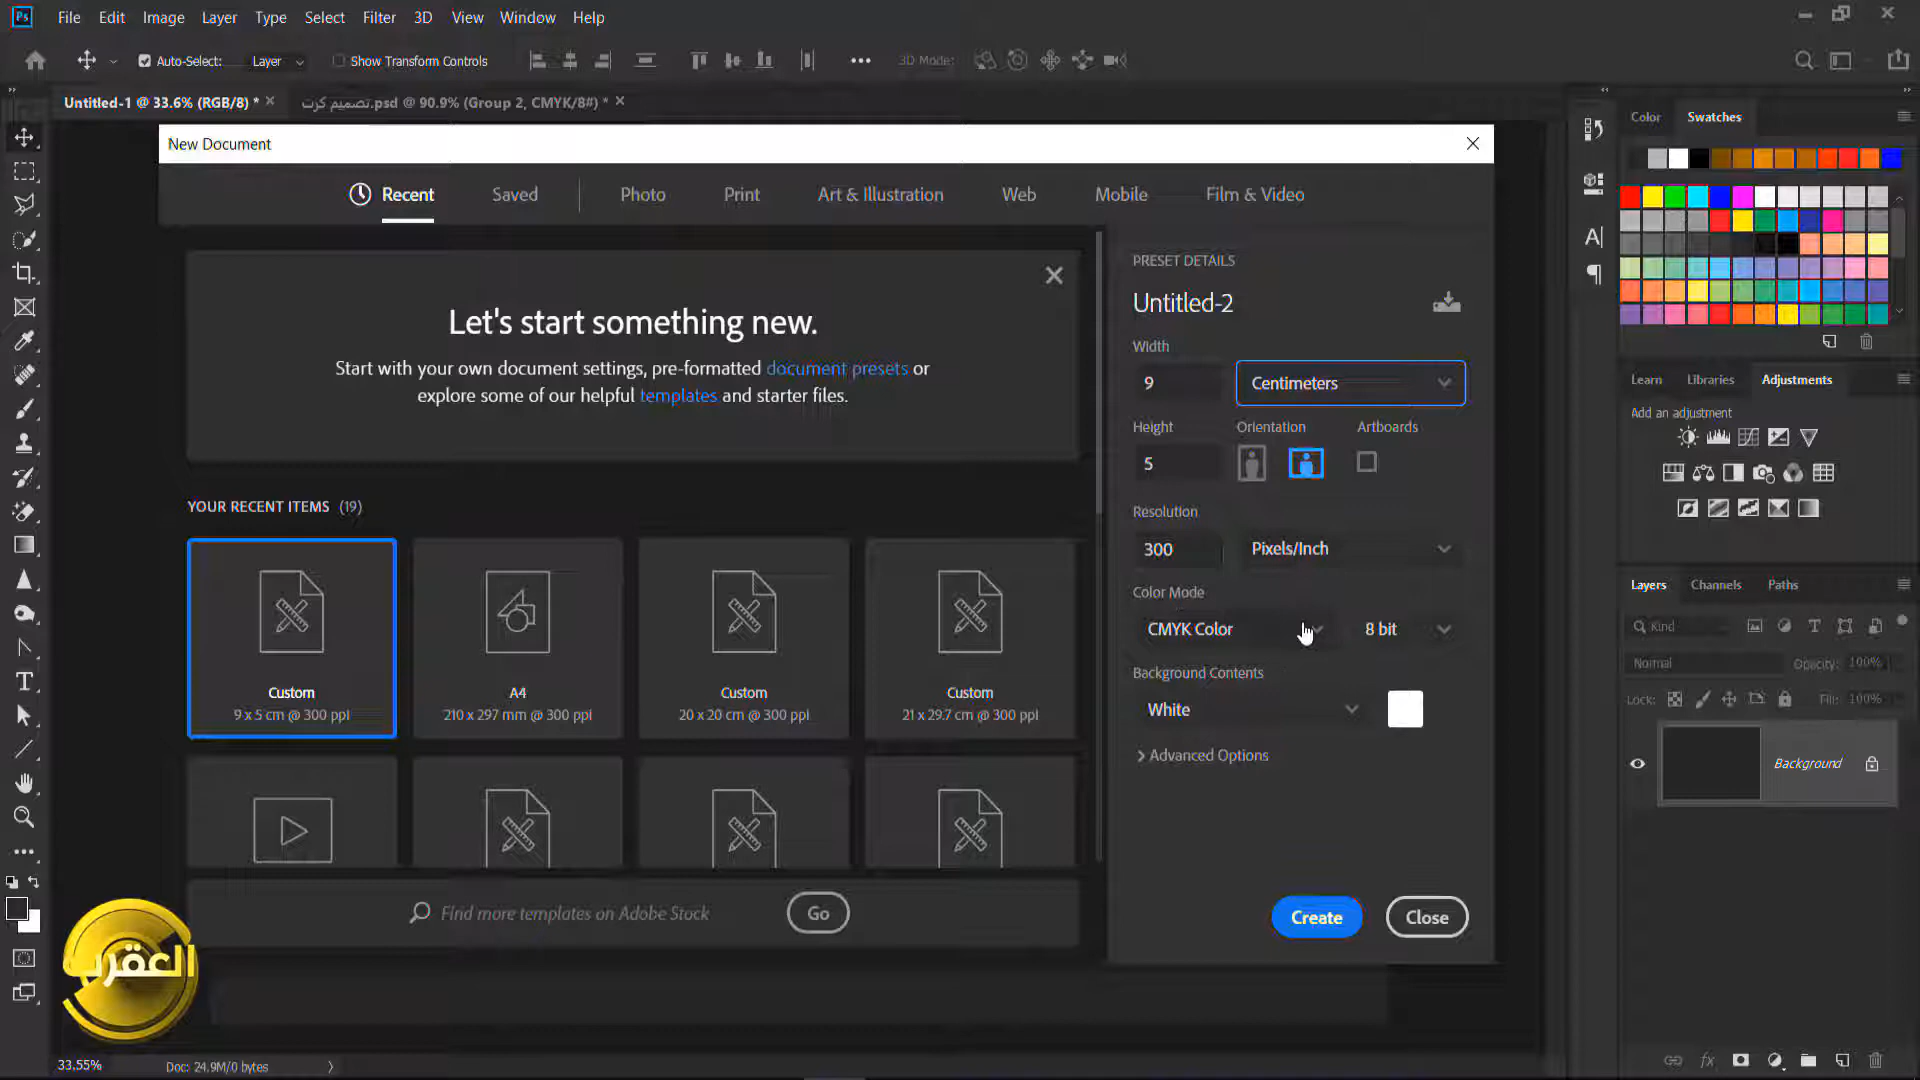 Ps File Edit Image Layer Type Select Filter 3D View Window Help
Auto-Select: Layer Show Transform Controls 3D Mode:
Untitled-1 @ 33.6% (RGB/8) * تصميم كرت.psd @ 90.9% (Group 2, CMYK/8#) *
New Document
Recent Saved Photo Print Art & Illustration Web Mobile Film & Video
Let's start something new.
Start with your own document settings, pre-formatted document presets or
explore some of our helpful templates and starter files.
YOUR RECENT ITEMS (19)
Custom
9 x 5 cm @ 300 ppi
A4
210 x 297 mm @ 300 ppi
Custom
20 x 20 cm @ 300 ppi
Custom
21 x 29.7 cm @ 300 ppi
Find more templates on Adobe Stock Go
PRESET DETAILS
Untitled-2
Width
9 Centimeters
Height Orientation Artboards
5
Resolution
300 Pixels/Inch
Color Mode
CMYK Color 8 bit
Background Contents
White
Advanced Options
Create Close
Color Swatches
Learn Libraries Adjustments
Add an adjustment
Layers Channels Paths
Kind
Normal Opacity: 100%
Lock: Fill: 100%
Background
العقرب
33.55% Doc: 24.9M/0 bytes